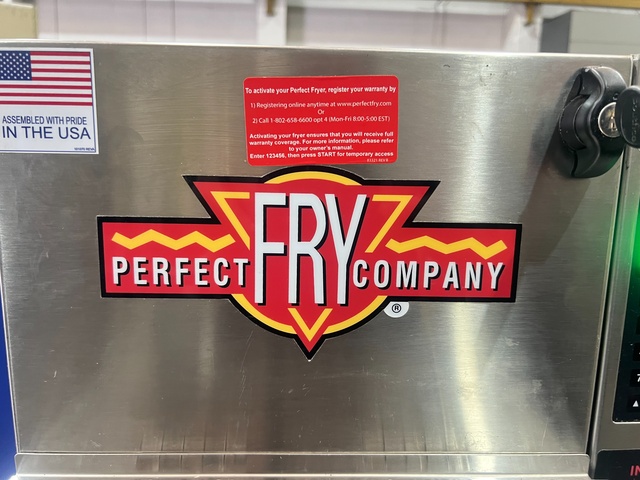 ASSEMBLED WITH PRIDE
IN THE USA
To activate your Perfect Fryer, register your warranty by
1) Registering online anytime at www.perfectfry.com
Or
2) Call 1-802-658-6600 opt 4 (Mon-Fri 8:00-5:00 EST)
Activating your fryer ensures that you will receive full
warranty coverage. For more information, please refer
to your owner's manual.
Enter 123456, then press START for temporary access
PERFECT FRY COMPANY
®
7
IN